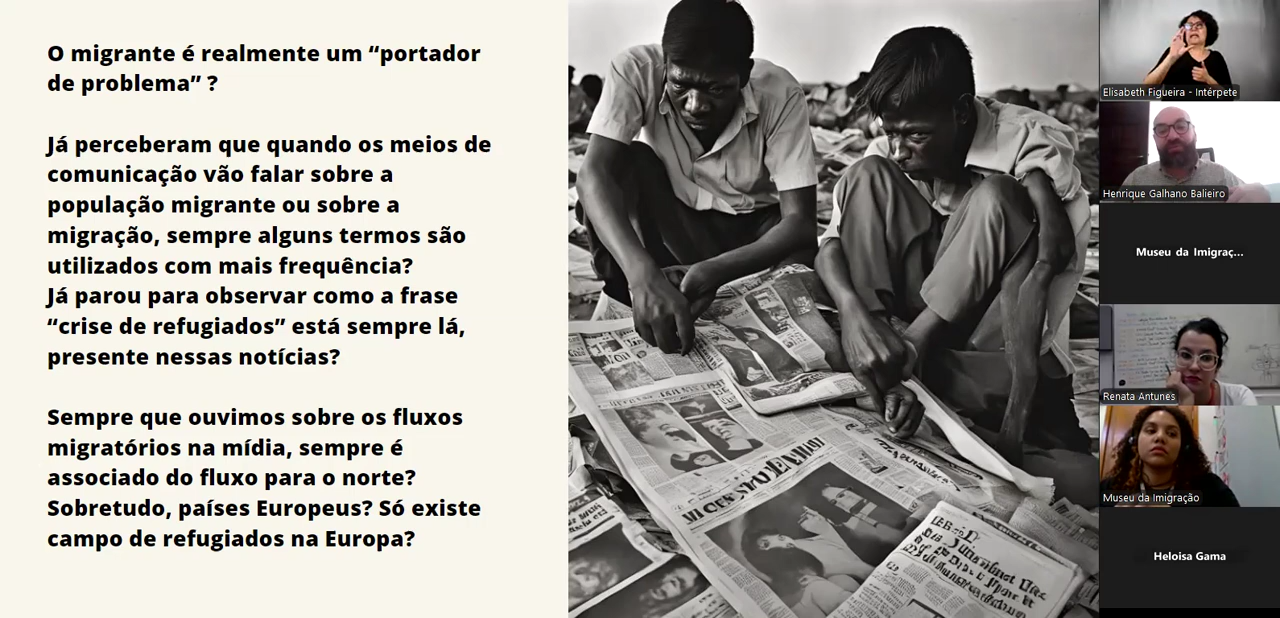 O migrante é realmente um “portador
de problema” ?
Já perceberam que quando os meios de
comunicação vão falar sobre a
população migrante ou sobre a
migração, sempre alguns termos são
utilizados com mais frequência?
Já parou para observar como a frase
“crise de refugiados” está sempre lá,
presente nessas notícias?
Sempre que ouvimos sobre os fluxos
migratórios na mídia, sempre é
associado do fluxo para o norte?
Sobretudo, países Europeus? Só existe
campo de refugiados na Europa?
Elisabeth Figueira - Intérpete
Henrique Galhano Balieiro
Museu da Imigraç...
Renata Antunes
Museu da Imigração
Heloisa Gama